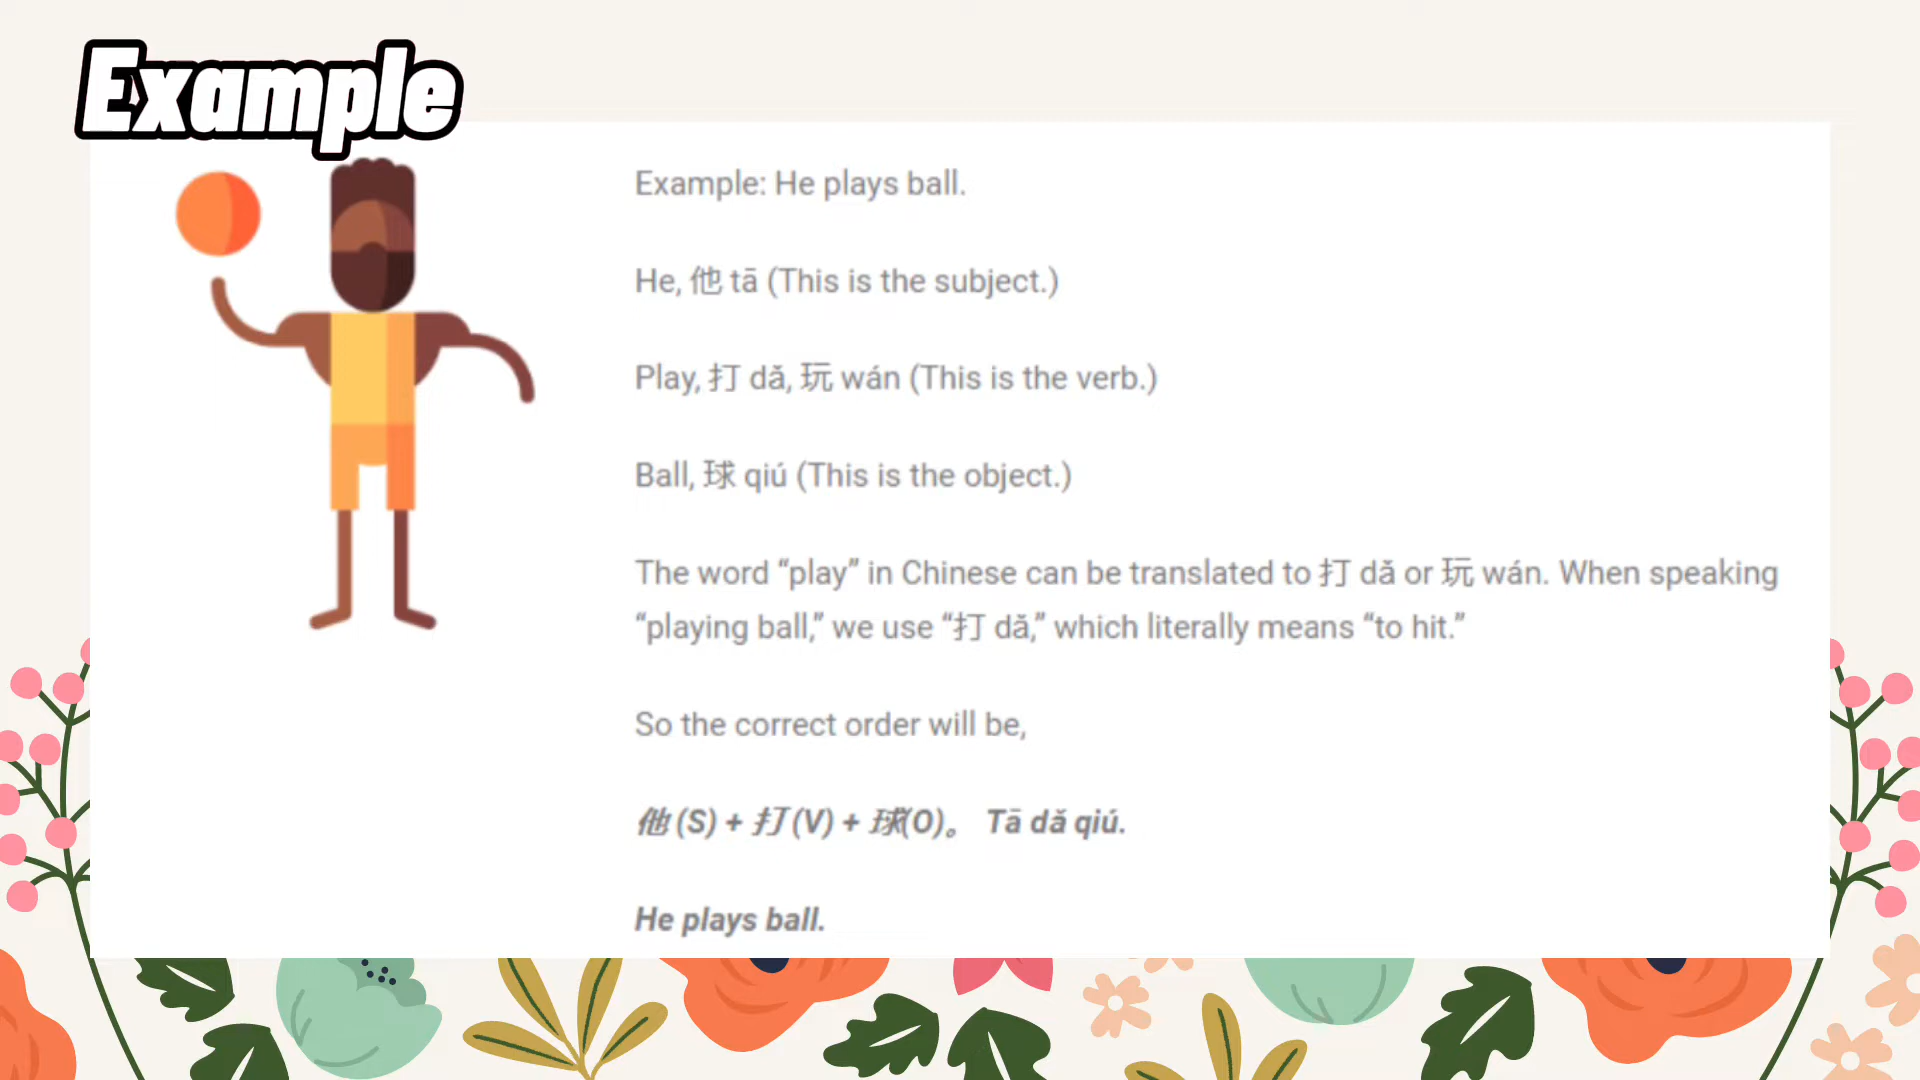 Example
Example: He plays ball.
He, 他 tā (This is the subject.)
Play, 打 dǎ, 玩 wán (This is the verb.)
Ball, 球 qiú (This is the object.)
The word “play” in Chinese can be translated to 打 dǎ or 玩 wán. When speaking
“playing ball,” we use “打 dǎ,” which literally means “to hit.”
So the correct order will be,
他 (S) + 打 (V) + 球(O)。 Tā dǎ qiú.
He plays ball.